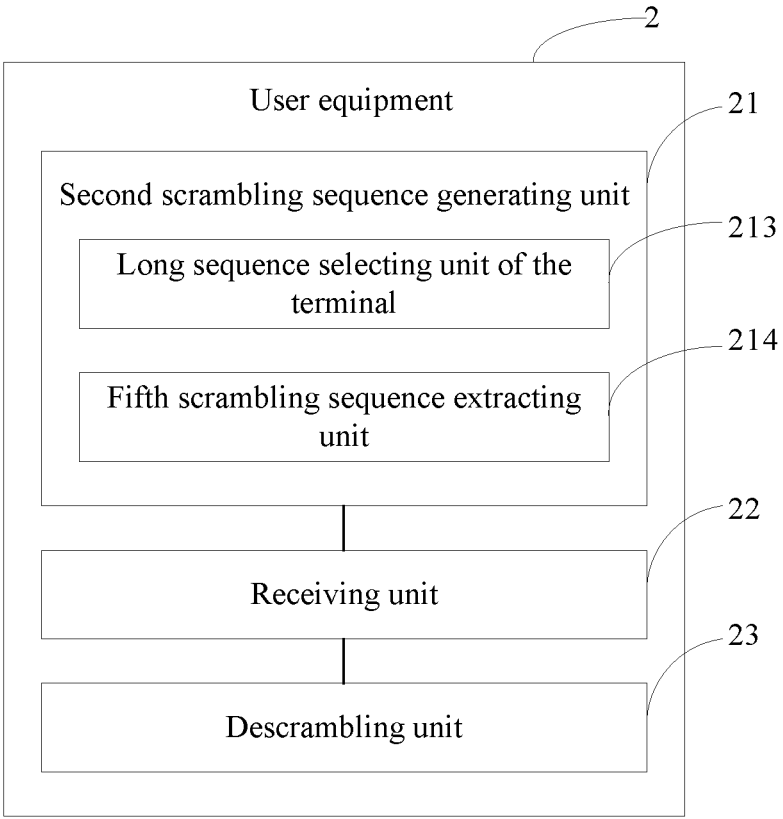 2
User equipment
21
Second scrambling sequence generating unit
213
Long sequence selecting unit of the
terminal
214
Fifth scrambling sequence extracting
unit
22
Receiving unit
23
Descrambling unit